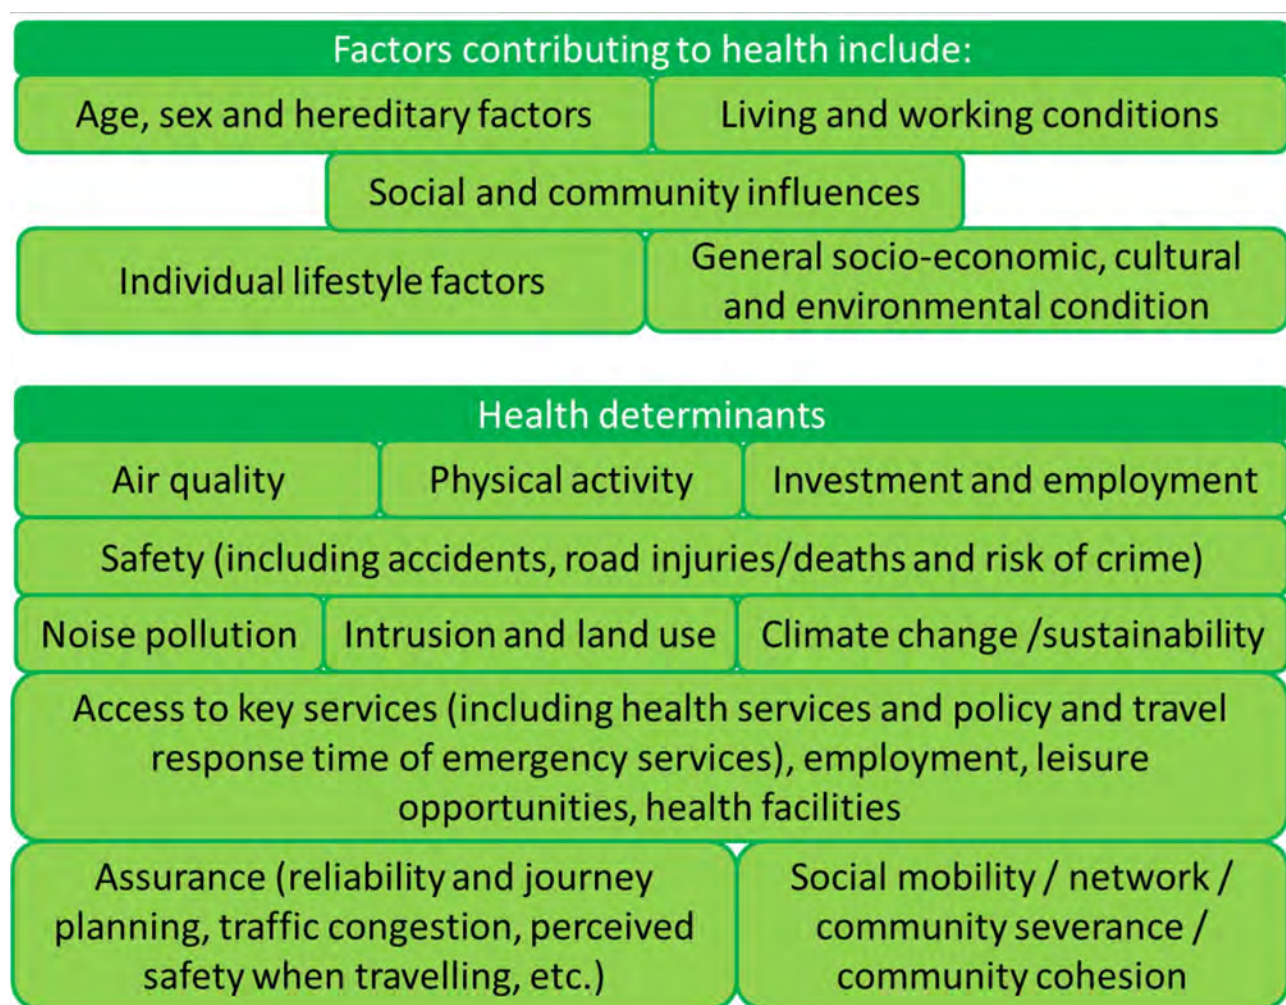 Factors contributing to health include:
Age, sex and hereditary factors
Living and working conditions
Social and community influences
Individual lifestyle factors
General socio-economic, cultural
and environmental condition
Health determinants
Air quality
Physical activity
Investment and employment
Safety (including accidents, road injuries/deaths and risk of crime)
Noise pollution
Intrusion and land use
Climate change /sustainability
Access to key services (including health services and policy and travel
response time of emergency services), employment, leisure
opportunities, health facilities
Assurance (reliability and journey
planning, traffic congestion, perceived
safety when travelling, etc.)
Social mobility / network /
community severance /
community cohesion